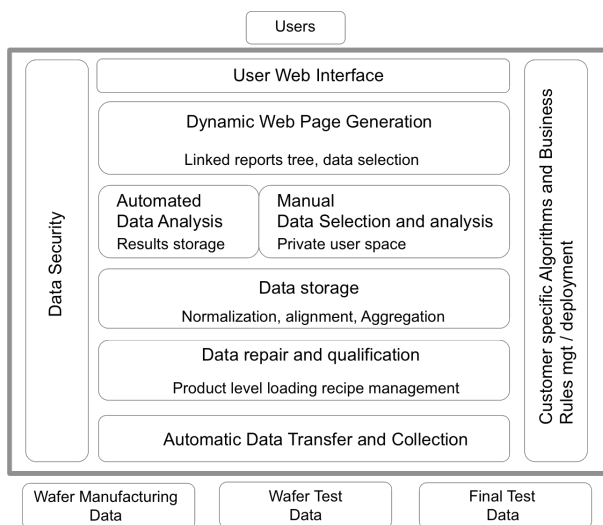 Users
User Web Interface
Dynamic Web Page Generation
Linked reports tree, data selection
Automated
Data Analysis
Results storage
Manual
Data Selection and analysis
Private user space
Data storage
Normalization, alignment, Aggregation
Data repair and qualification
Product level loading recipe management
Automatic Data Transfer and Collection
Data Security
Customer specific Algorithms and Business
Rules mgt / deployment
Wafer Manufacturing
Data
Wafer Test
Data
Final Test
Data